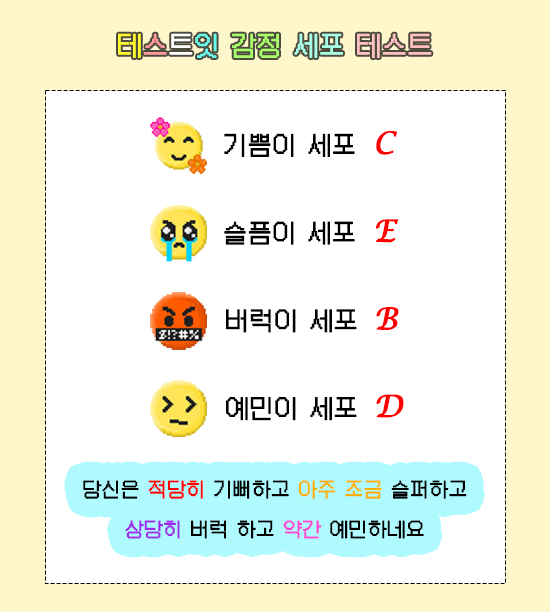 테스트잇 감정 세포 테스트
기쁨이 세포 C
슬픔이 세포 E
버럭이 세포 B
$!?#%
예민이 세포 D
당신은 적당히 기뻐하고 아주 조금 슬퍼하고
상당히 버럭 하고 약간 예민하네요